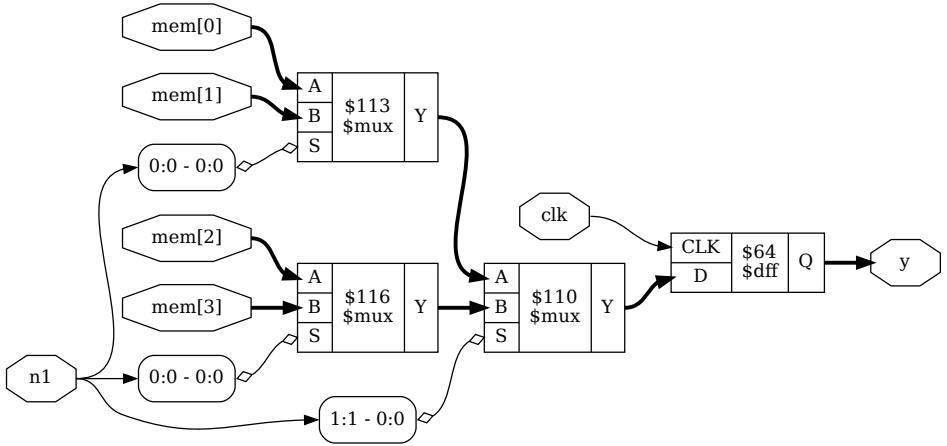 mem[0]
mem[1]
A
B
S
$113
$mux
Y
0:0 - 0:0
mem[2]
mem[3]
A
B
S
$116
$mux
Y
0:0 - 0:0
n1
1:1 - 0:0
A
B
S
$110
$mux
Y
clk
CLK
D
$64
$dff
Q
y